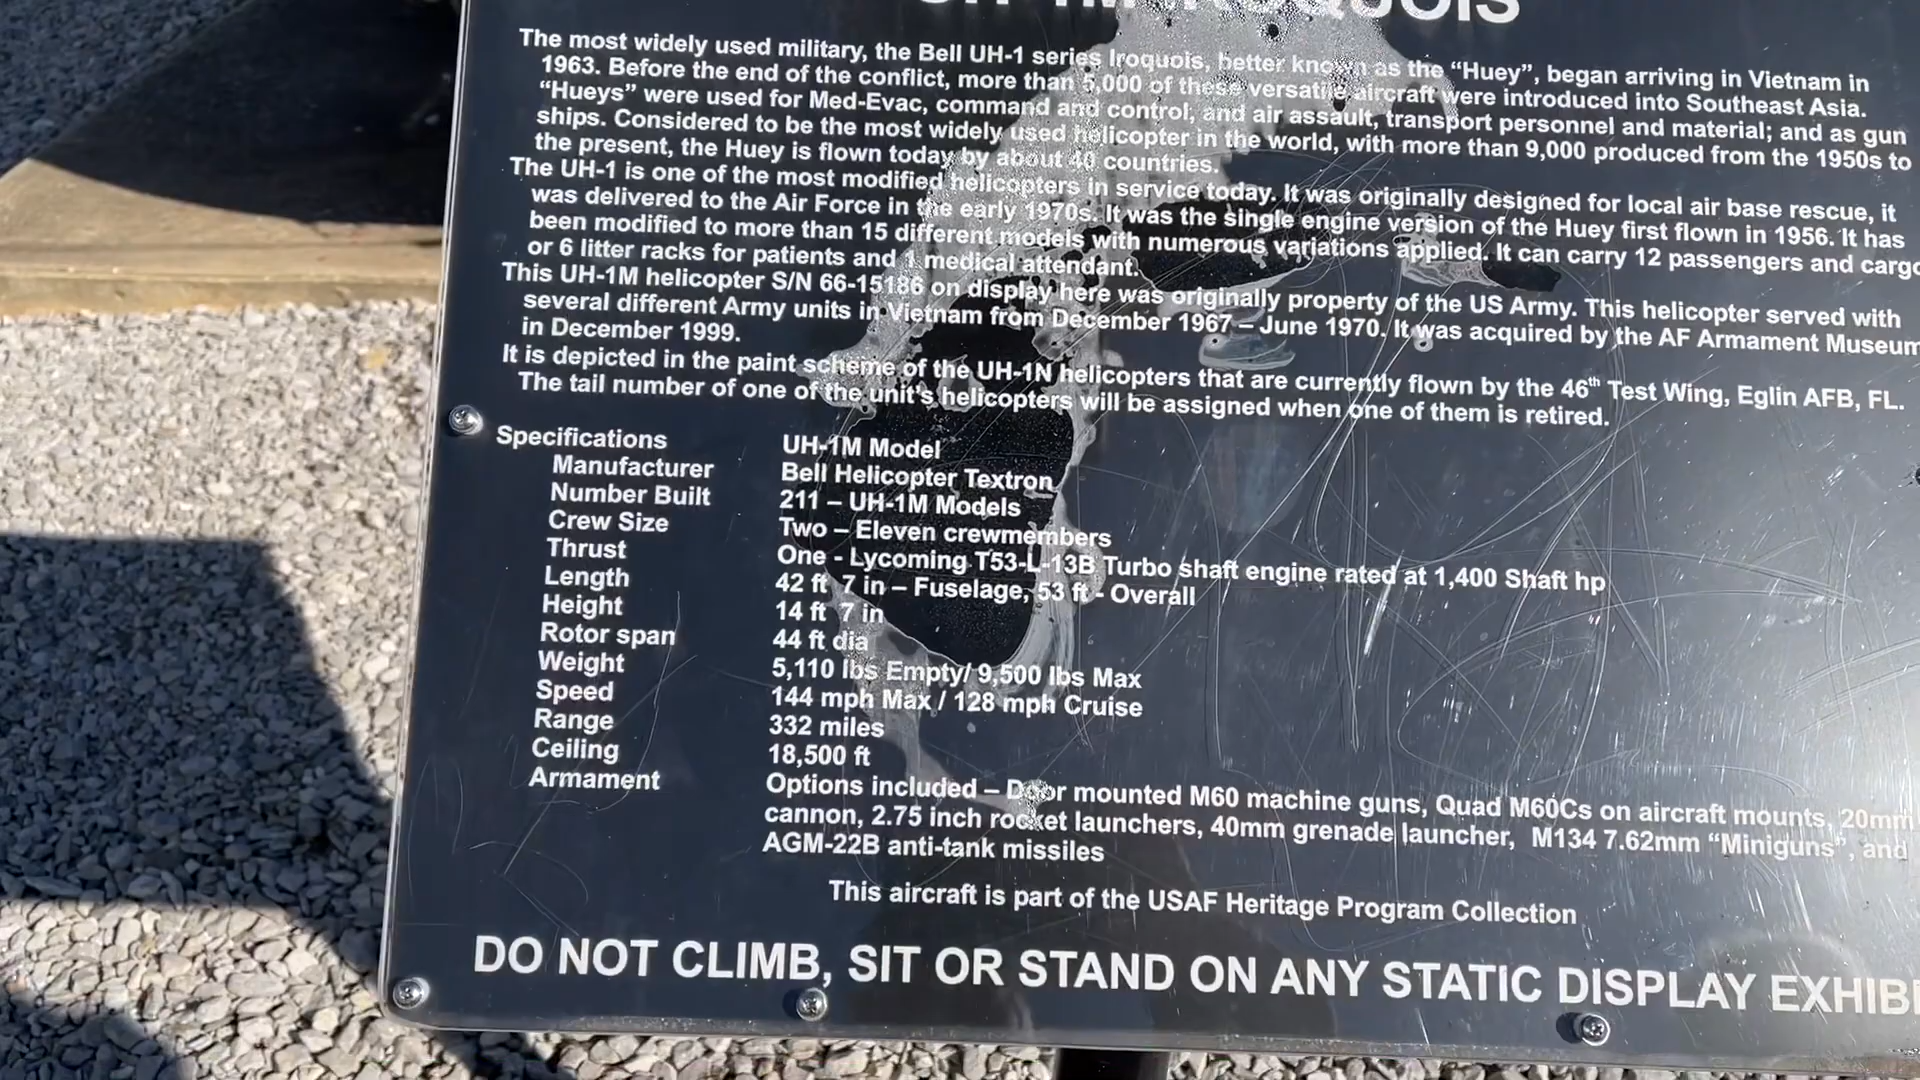 UH-1M IROQUOIS
The most widely used military, the Bell UH-1 series Iroquois, better known as the “Huey”, began arriving in Vietnam in
1963. Before the end of the conflict, more than 5,000 of these versatile aircraft were introduced into Southeast Asia.
“Hueys” were used for Med-Evac, command and control, and air assault, transport personnel and material; and as gun
ships. Considered to be the most widely used helicopter in the world, with more than 9,000 produced from the 1950s to
the present, the Huey is flown today by about 40 countries.
The UH-1 is one of the most modified helicopters in service today. It was originally designed for local air base rescue, it
was delivered to the Air Force in the early 1970s. It was the single engine version of the Huey first flown in 1956. It has
been modified to more than 15 different models with numerous variations applied. It can carry 12 passengers and cargo
or 6 litter racks for patients and 1 medical attendant.
This UH-1M helicopter S/N 66-15186 on display here was originally property of the US Army. This helicopter served with
several different Army units in Vietnam from December 1967 – June 1970. It was acquired by the AF Armament Museum
in December 1999.
It is depicted in the paint scheme of the UH-1N helicopters that are currently flown by the 46th Test Wing, Eglin AFB, FL.
The tail number of one of the unit's helicopters will be assigned when one of them is retired.
Specifications UH-1M Model
Manufacturer Bell Helicopter Textron
Number Built 211 – UH-1M Models
Crew Size Two – Eleven crewmembers
Thrust One - Lycoming T53-L-13B Turbo shaft engine rated at 1,400 Shaft hp
Length 42 ft 7 in – Fuselage, 53 ft - Overall
Height 14 ft 7 in
Rotor span 44 ft dia
Weight 5,110 lbs Empty/ 9,500 lbs Max
Speed 144 mph Max / 128 mph Cruise
Range 332 miles
Ceiling 18,500 ft
Armament Options included – Door mounted M60 machine guns, Quad M60Cs on aircraft mounts, 20mm
cannon, 2.75 inch rocket launchers, 40mm grenade launcher, M134 7.62mm “Miniguns”, and
AGM-22B anti-tank missiles
This aircraft is part of the USAF Heritage Program Collection
DO NOT CLIMB, SIT OR STAND ON ANY STATIC DISPLAY EXHIBI